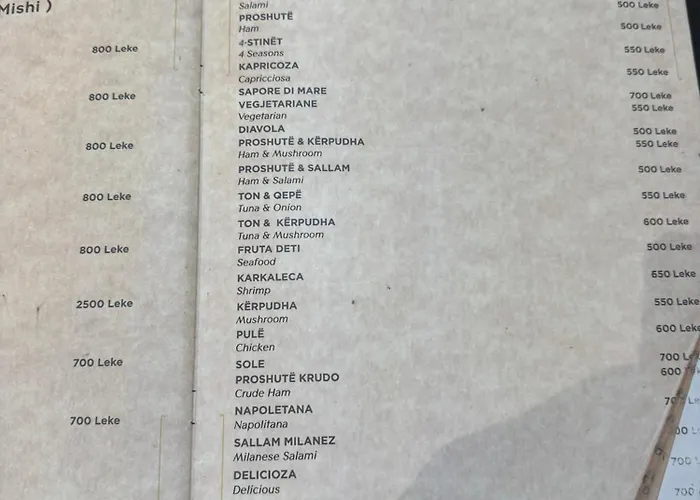 Mishi )
800 Leke
800 Leke
800 Leke
800 Leke
800 Leke
2500 Leke
700 Leke
700 Leke
Salami
500 Leke
PROSHUTË
Ham
500 Leke
4-STINËT
4 Seasons
550 Leke
KAPRICOZA
Capricciosa
550 Leke
SAPORE DI MARE
700 Leke
VEGJETARIANE
Vegetarian
550 Leke
DIAVOLA
500 Leke
PROSHUTË & KËRPUDHA
Ham & Mushroom
550 Leke
PROSHUTË & SALLAM
Ham & Salami
500 Leke
TON & QEPË
Tuna & Onion
550 Leke
TON & KËRPUDHA
Tuna & Mushroom
600 Leke
FRUTA DETI
Seafood
500 Leke
KARKALECA
Shrimp
650 Leke
KËRPUDHA
Mushroom
550 Leke
PULË
Chicken
600 Leke
SOLE
700
PROSHUTË KRUDO
Crude Ham
600
NAPOLETANA
Napolitana
SALLAM MILANEZ
Milanese Salami
DELICIOZA
Delicious
700
700